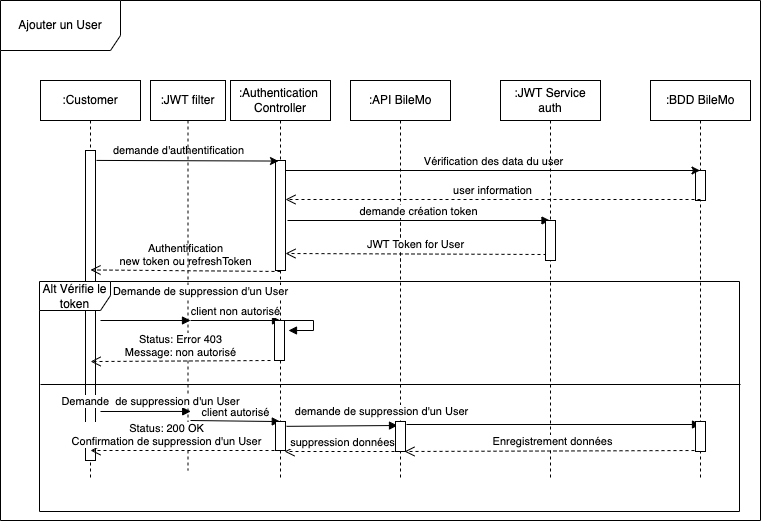 Ajouter un User
:Customer
:JWT filter
:Authentication
Controller
:API BileMo
:JWT Service
auth
:BDD BileMo
demande d'authentification
Vérification des data du user
user information
demande création token
JWT Token for User
Authentification
new token ou refreshToken
Alt Vérifie le
token
Demande de suppression d'un User
client non autorisé
Status: Error 403
Message: non autorisé
Demande  de suppression d'un User
client autorisé
demande de suppression d'un User
Status: 200 OK
Confirmation de suppression d'un User
suppression données
Enregistrement données